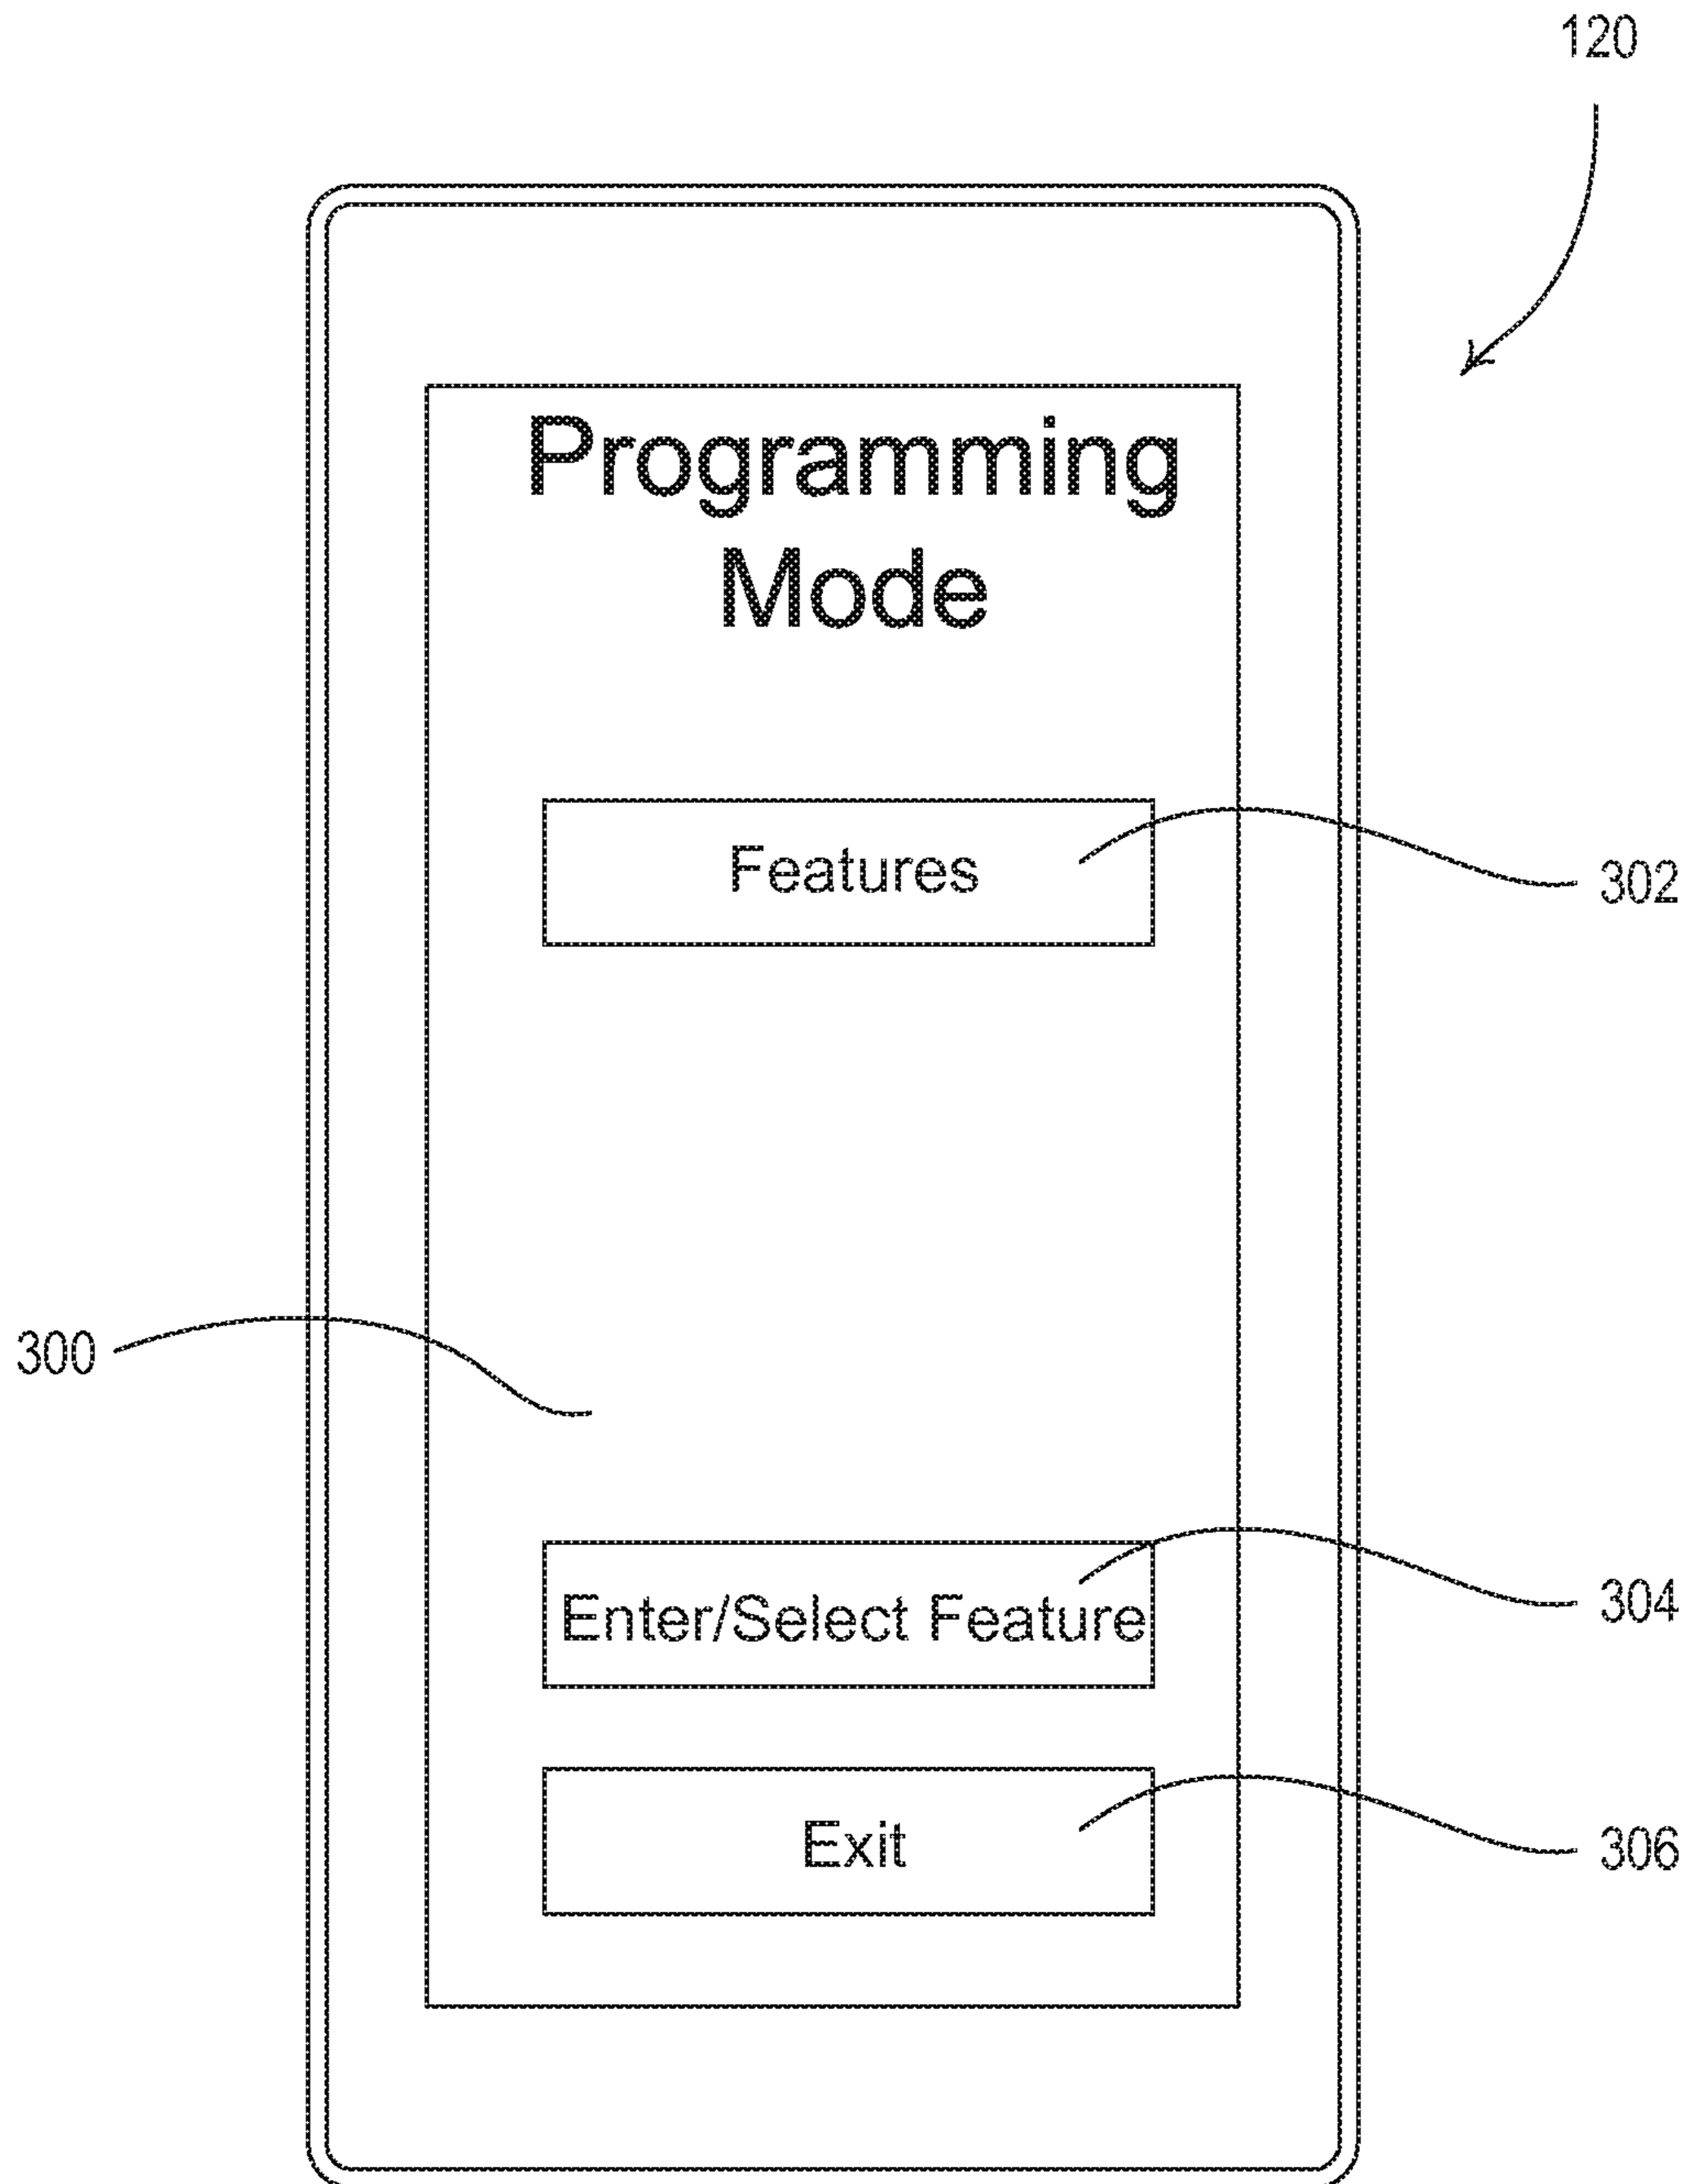 120
Programming
Mode
Features
302
300
Enter/Select Feature
304
Exit
306